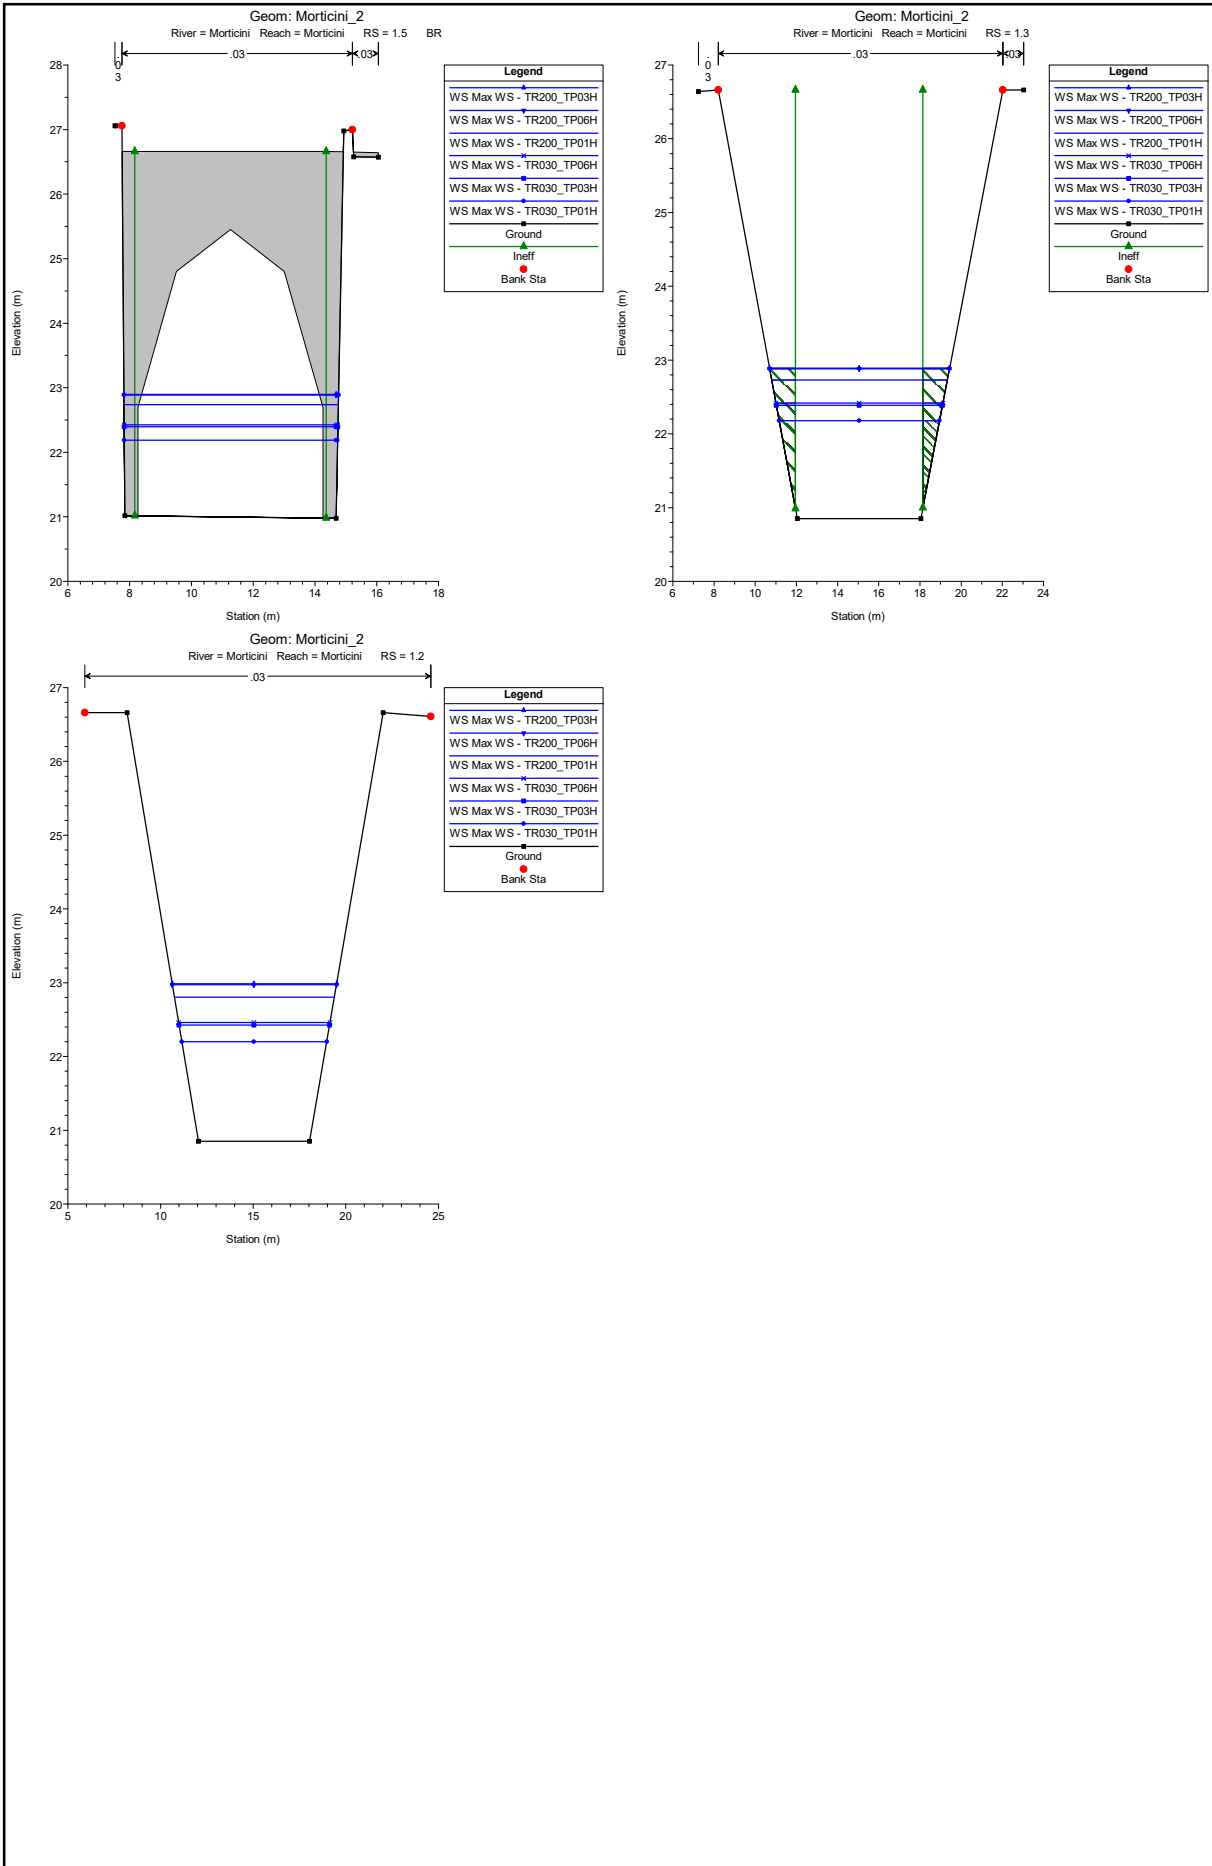 Geom: Morticini_2
River = Morticini Reach = Morticini RS = 1.5 BR
.03
.03
.03
28
27
26
25
24
23
22
21
20
Elevation (m)
6 8 10 12 14 16 18
Station (m)
Legend
WS Max WS - TR200_TP03H
WS Max WS - TR200_TP06H
WS Max WS - TR200_TP01H
WS Max WS - TR030_TP06H
WS Max WS - TR030_TP03H
WS Max WS - TR030_TP01H
Ground
Ineff
Bank Sta
Geom: Morticini_2
River = Morticini Reach = Morticini RS = 1.3
.03
.03
.03
27
26
25
24
23
22
21
20
Elevation (m)
6 8 10 12 14 16 18 20 22 24
Station (m)
Legend
WS Max WS - TR200_TP03H
WS Max WS - TR200_TP06H
WS Max WS - TR200_TP01H
WS Max WS - TR030_TP06H
WS Max WS - TR030_TP03H
WS Max WS - TR030_TP01H
Ground
Ineff
Bank Sta
Geom: Morticini_2
River = Morticini Reach = Morticini RS = 1.2
.03
27
26
25
24
23
22
21
20
Elevation (m)
5 10 15 20 25
Station (m)
Legend
WS Max WS - TR200_TP03H
WS Max WS - TR200_TP06H
WS Max WS - TR200_TP01H
WS Max WS - TR030_TP06H
WS Max WS - TR030_TP03H
WS Max WS - TR030_TP01H
Ground
Bank Sta